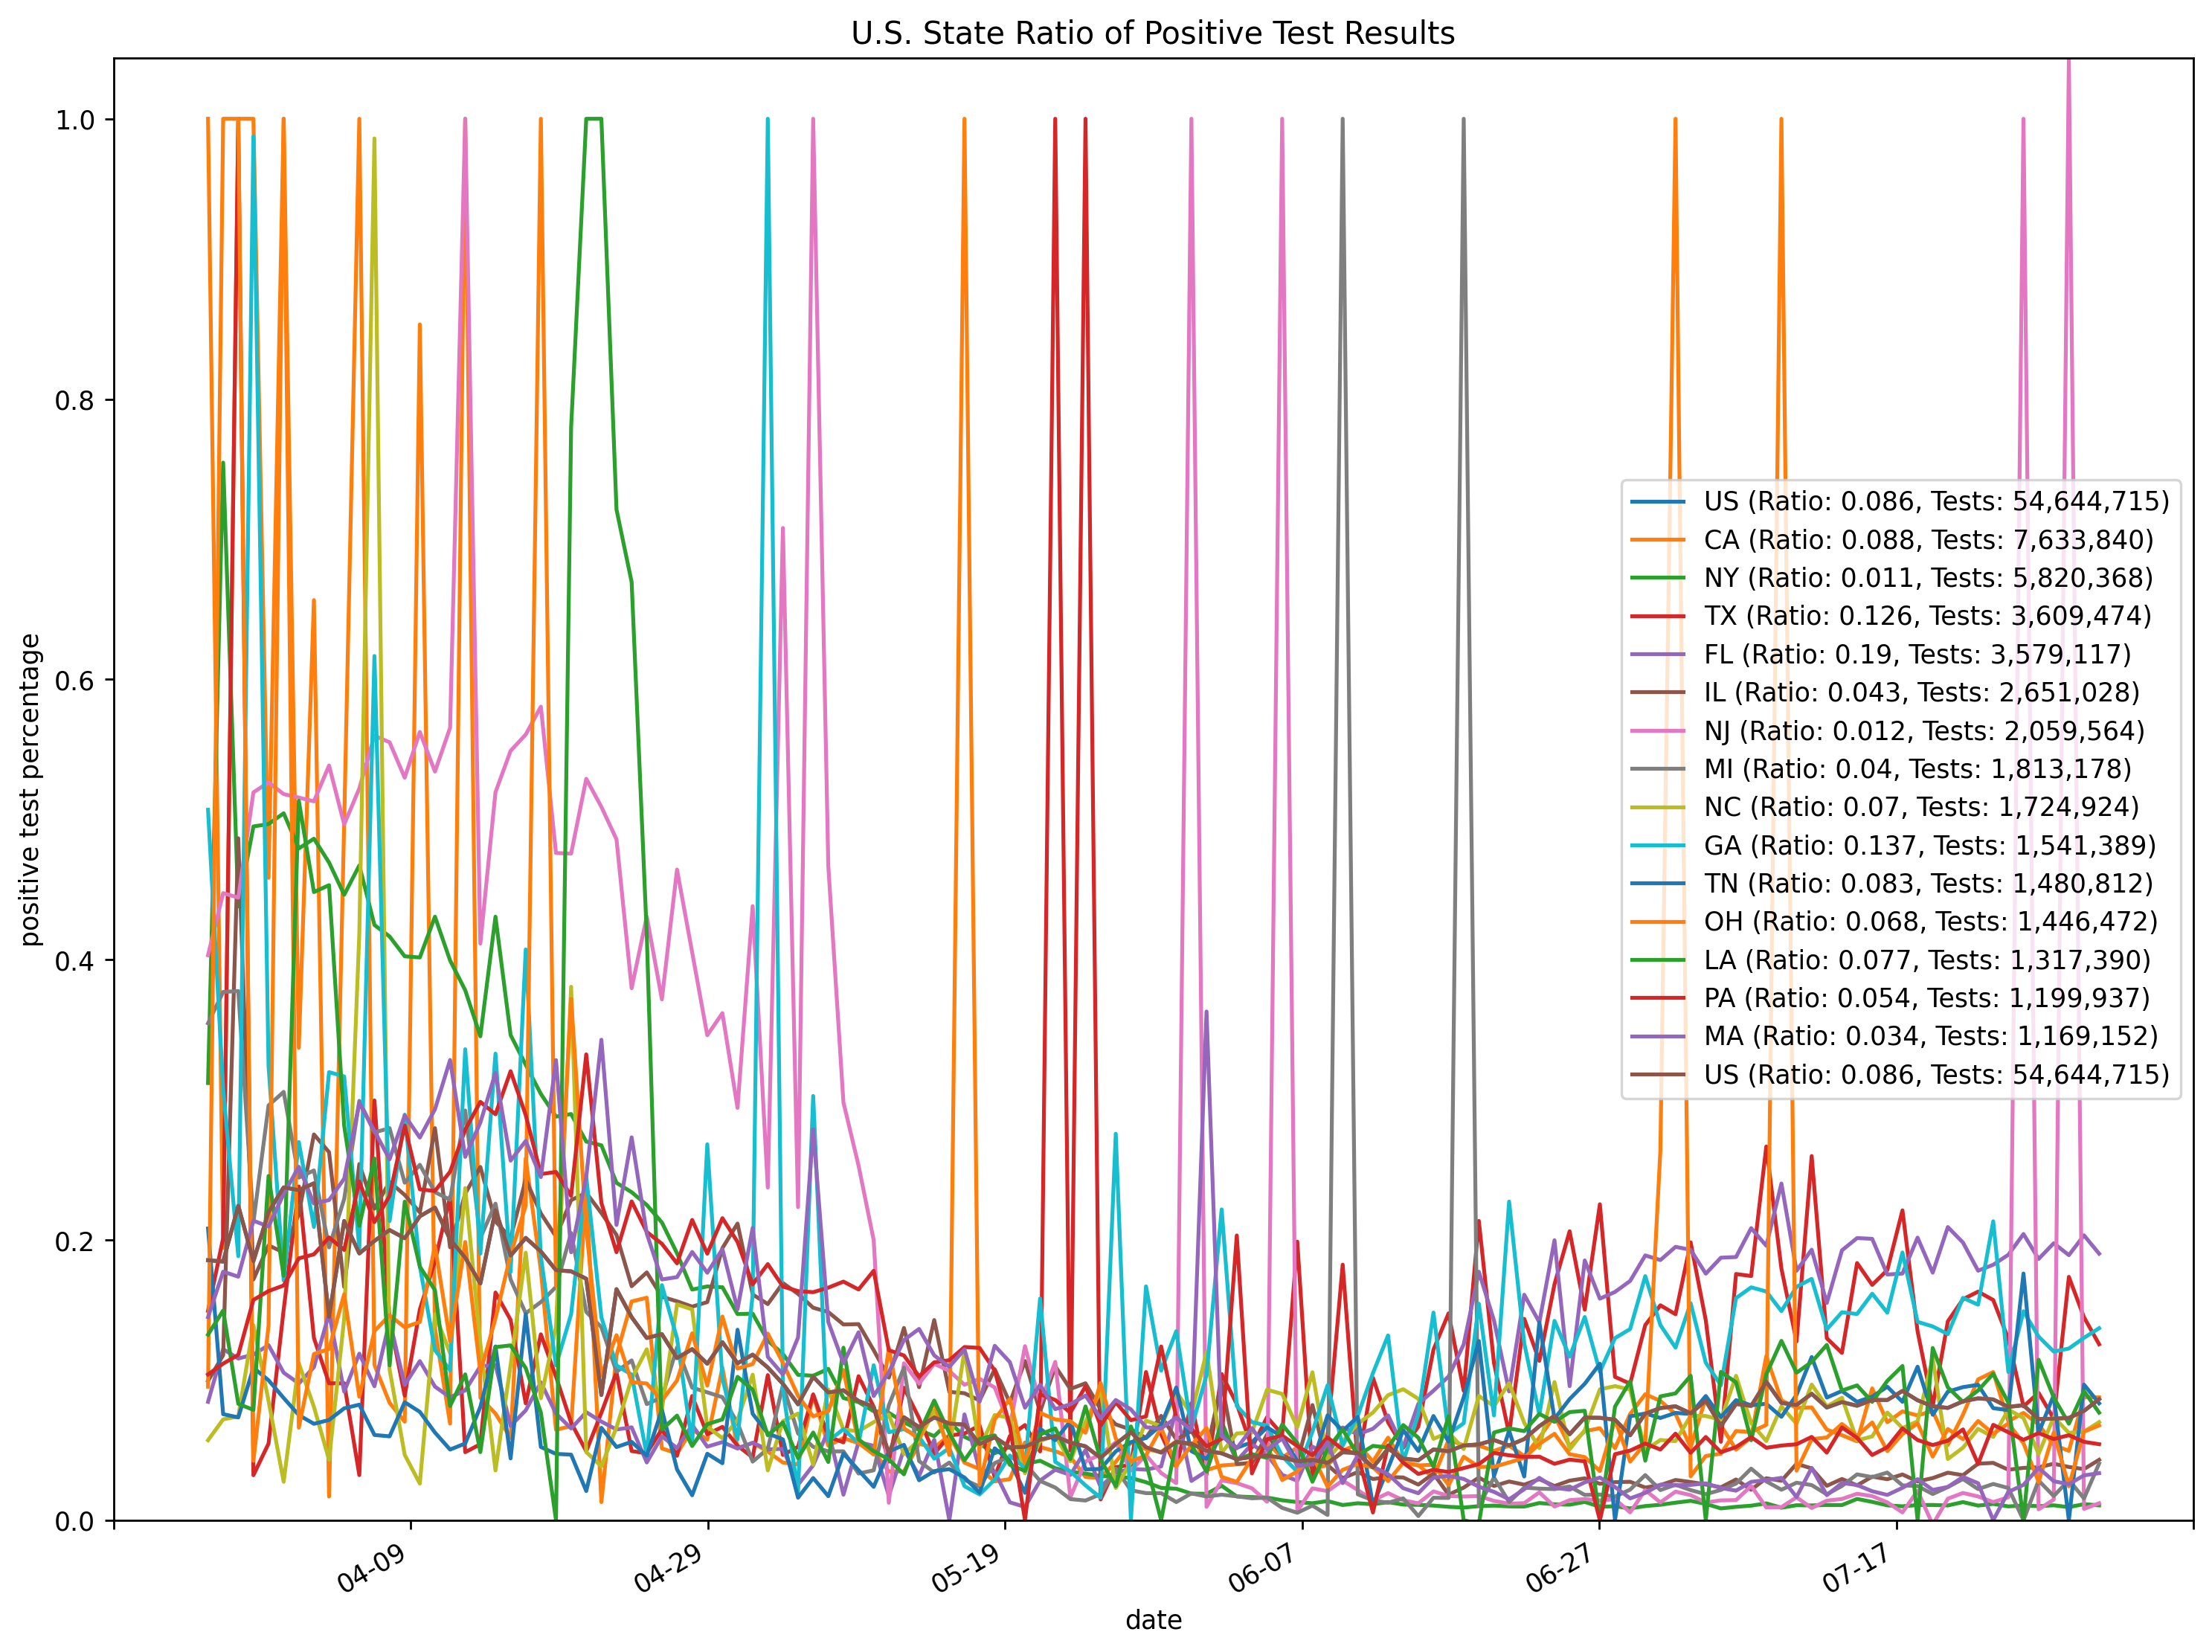 U.S. State Ratio of Positive Test Results
positive test percentage
1.0
0.8
0.6
0.4
0.2
0.0
US (Ratio: 0.086, Tests: 54,644,715)
CA (Ratio: 0.088, Tests: 7,633,840)
NY (Ratio: 0.011, Tests: 5,820,368)
TX (Ratio: 0.126, Tests: 3,609,474)
FL (Ratio: 0.19, Tests: 3,579,117)
IL (Ratio: 0.043, Tests: 2,651,028)
NJ (Ratio: 0.012, Tests: 2,059,564)
MI (Ratio: 0.04, Tests: 1,813,178)
NC (Ratio: 0.07, Tests: 1,724,924)
GA (Ratio: 0.137, Tests: 1,541,389)
TN (Ratio: 0.083, Tests: 1,480,812)
OH (Ratio: 0.068, Tests: 1,446,472)
LA (Ratio: 0.077, Tests: 1,317,390)
PA (Ratio: 0.054, Tests: 1,199,937)
MA (Ratio: 0.034, Tests: 1,169,152)
US (Ratio: 0.086, Tests: 54,644,715)
04-09
04-29
05-19
06-07
06-27
07-17
date